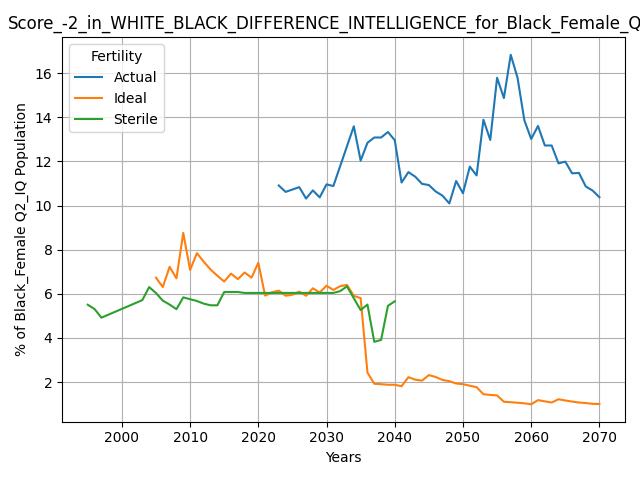 Score_-2_in_WHITE_BLACK_DIFFERENCE_INTELLIGENCE_for_Black_Female_Q
Fertility
Actual
Ideal
Sterile
% of Black_Female Q2_IQ Population
16
14
12
10
8
6
4
2
2000 2010 2020 2030 2040 2050 2060 2070
Years